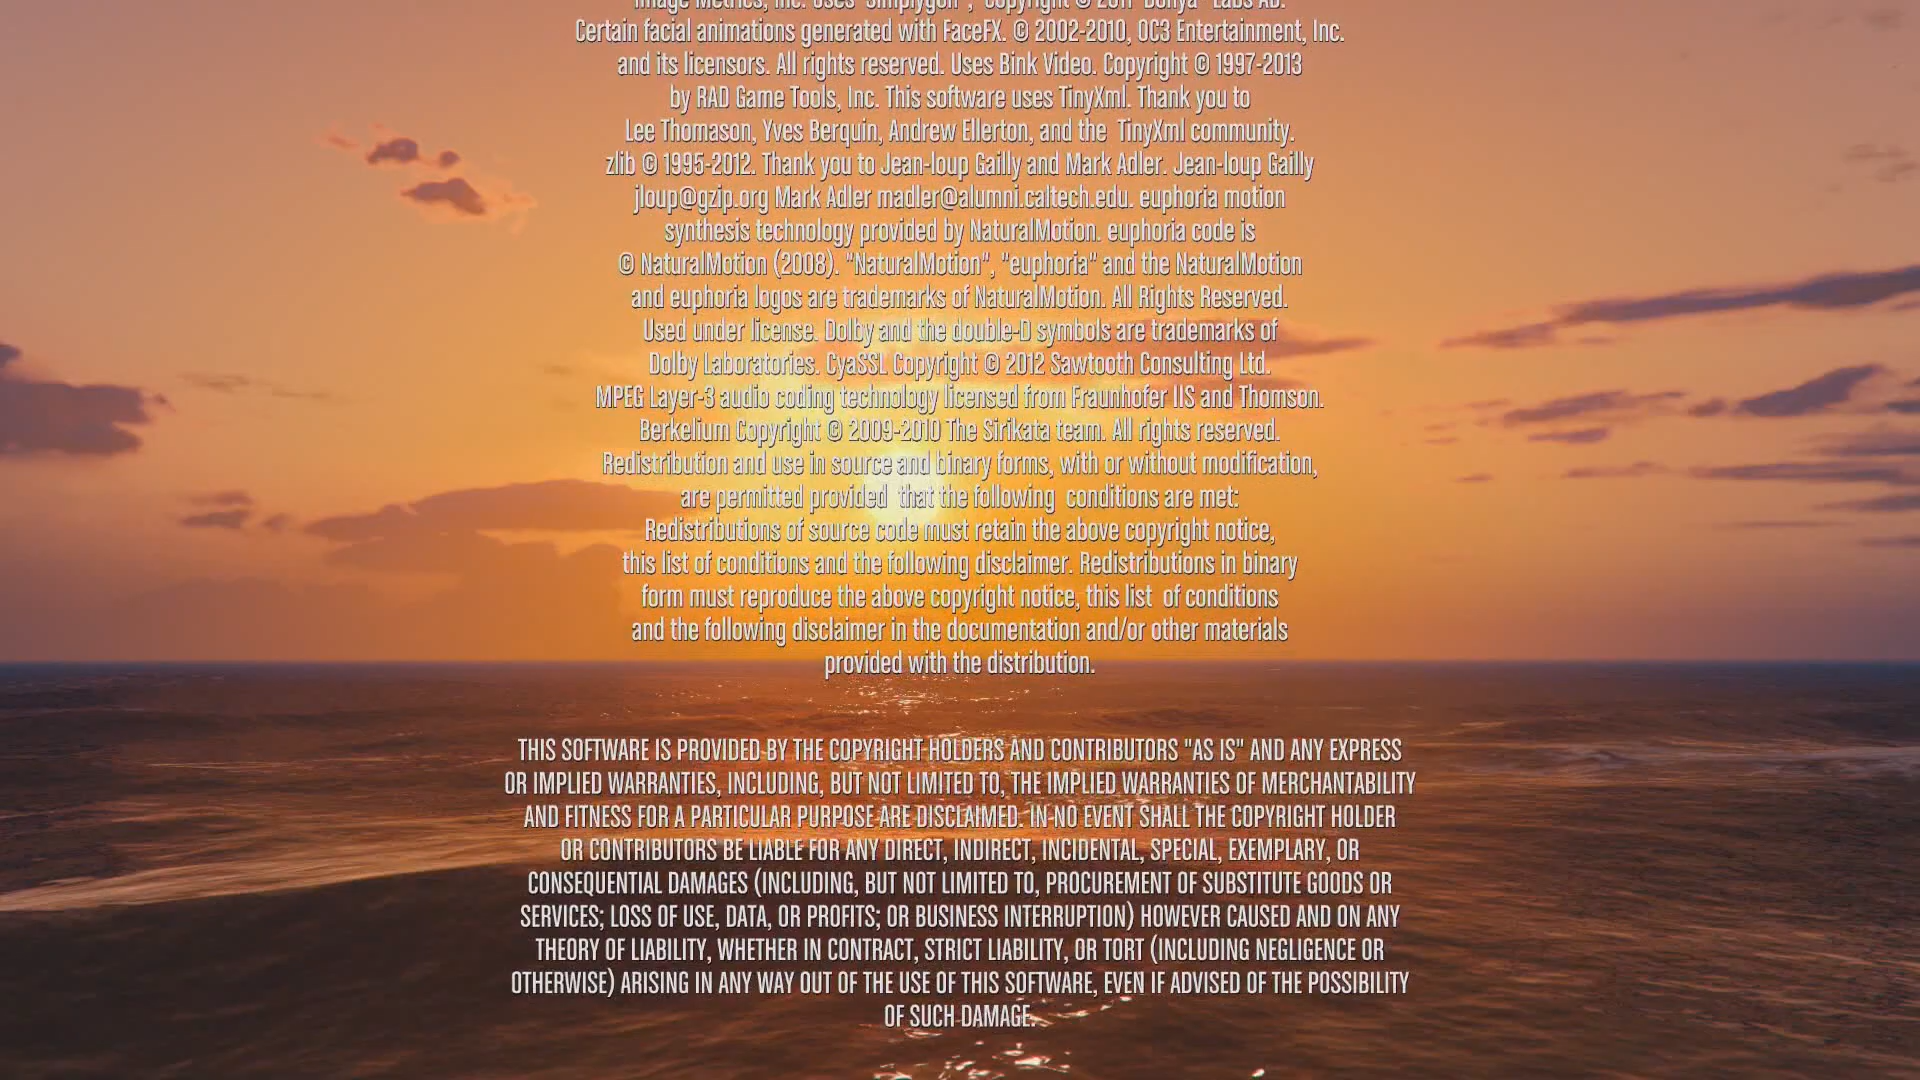 Image Metrics, Inc. Uses "Simplygon", Copyright © 2011 Donya Labs AB.
Certain facial animations generated with FaceFX. © 2002-2010, OC3 Entertainment, Inc.
and its licensors. All rights reserved. Uses Bink Video. Copyright © 1997-2013
by RAD Game Tools, Inc. This software uses TinyXml. Thank you to
Lee Thomason, Yves Berquin, Andrew Ellerton, and the TinyXml community.
zlib © 1995-2012. Thank you to Jean-loup Gailly and Mark Adler. Jean-loup Gailly
jloup@gzip.org Mark Adler madler@alumni.caltech.edu. euphoria motion
synthesis technology provided by NaturalMotion. euphoria code is
© NaturalMotion (2008). "NaturalMotion", "euphoria" and the NaturalMotion
and euphoria logos are trademarks of NaturalMotion. All Rights Reserved.
Used under license. Dolby and the double-D symbols are trademarks of
Dolby Laboratories. CyaSSL Copyright © 2012 Sawtooth Consulting Ltd.
MPEG Layer-3 audio coding technology licensed from Fraunhofer IIS and Thomson.
Berkelium Copyright © 2009-2010 The Sirikata team. All rights reserved.
Redistribution and use in source and binary forms, with or without modification,
are permitted provided that the following conditions are met:
Redistributions of source code must retain the above copyright notice,
this list of conditions and the following disclaimer. Redistributions in binary
form must reproduce the above copyright notice, this list of conditions
and the following disclaimer in the documentation and/or other materials
provided with the distribution.
THIS SOFTWARE IS PROVIDED BY THE COPYRIGHT HOLDERS AND CONTRIBUTORS "AS IS" AND ANY EXPRESS
OR IMPLIED WARRANTIES, INCLUDING, BUT NOT LIMITED TO, THE IMPLIED WARRANTIES OF MERCHANTABILITY
AND FITNESS FOR A PARTICULAR PURPOSE ARE DISCLAIMED. IN NO EVENT SHALL THE COPYRIGHT HOLDER
OR CONTRIBUTORS BE LIABLE FOR ANY DIRECT, INDIRECT, INCIDENTAL, SPECIAL, EXEMPLARY, OR
CONSEQUENTIAL DAMAGES (INCLUDING, BUT NOT LIMITED TO, PROCUREMENT OF SUBSTITUTE GOODS OR
SERVICES; LOSS OF USE, DATA, OR PROFITS; OR BUSINESS INTERRUPTION) HOWEVER CAUSED AND ON ANY
THEORY OF LIABILITY, WHETHER IN CONTRACT, STRICT LIABILITY, OR TORT (INCLUDING NEGLIGENCE OR
OTHERWISE) ARISING IN ANY WAY OUT OF THE USE OF THIS SOFTWARE, EVEN IF ADVISED OF THE POSSIBILITY
OF SUCH DAMAGE.